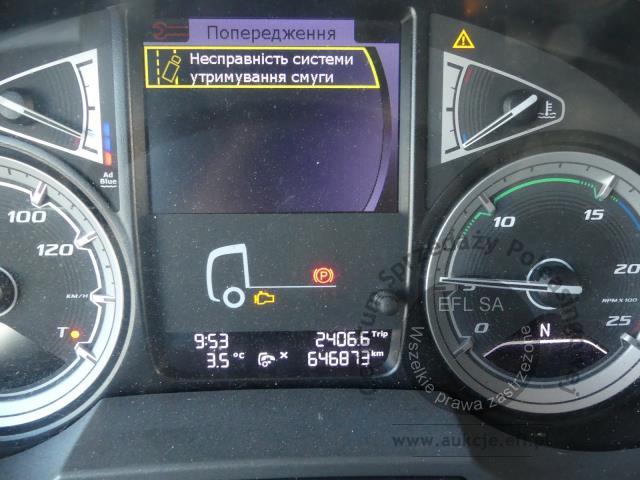 Попередження
Несправність системи
утримування смуги
Ad
Blue
100
120
KM/H
T
P
9:53
2406.6 Trip
3.5 °C
646873 km
0
5
10
15
20
25
RPM X 100
N
EFL SA
Wszelkie prawa zastrzeżone
www.aukcje.efl